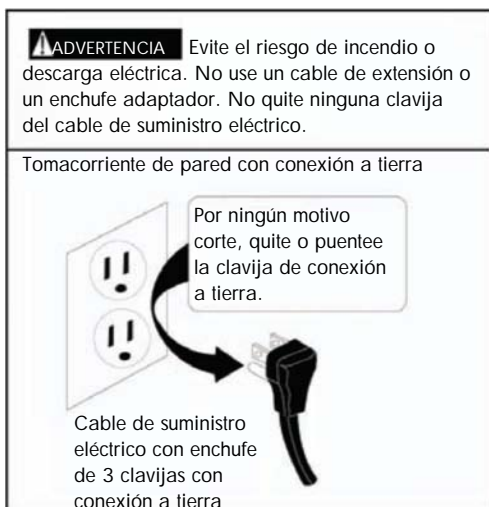 ADVERTENCIA Evite el riesgo de incendio o
descarga eléctrica. No use un cable de extensión o
un enchufe adaptador. No quite ninguna clavija
del cable de suministro eléctrico.
Tomacorriente de pared con conexión a tierra
Por ningún motivo
corte, quite o puentee
la clavija de conexión
a tierra.
Cable de suministro
eléctrico con enchufe
de 3 clavijas con
conexión a tierra